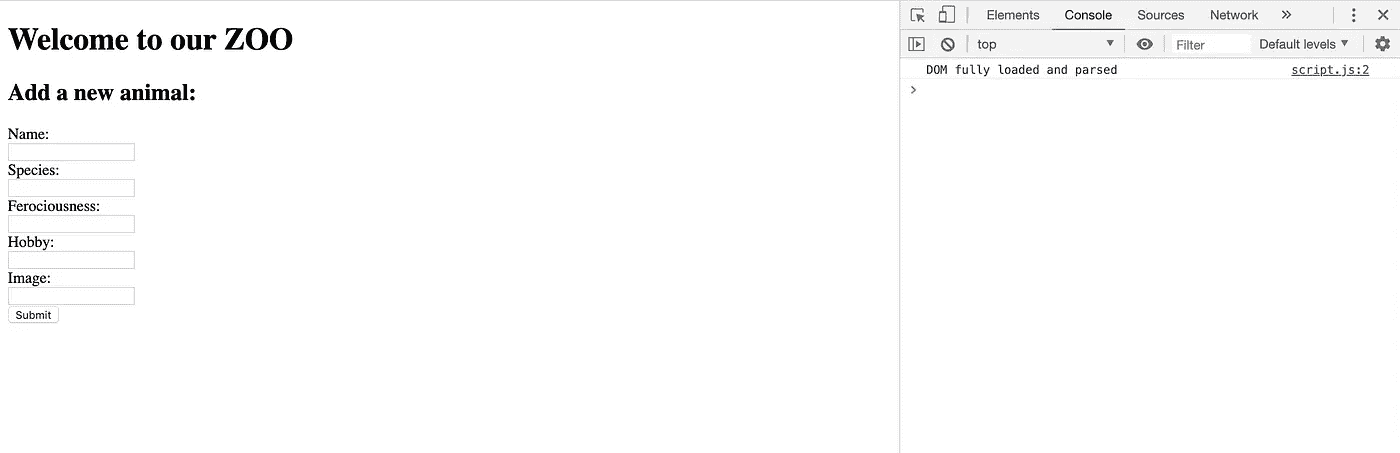 Welcome to our ZOO
Add a new animal:
Name:
Species:
Ferociousness:
Hobby:
Image:
Submit
Elements Console Sources Network »
top Filter Default levels
DOM fully loaded and parsed script.js:2
>